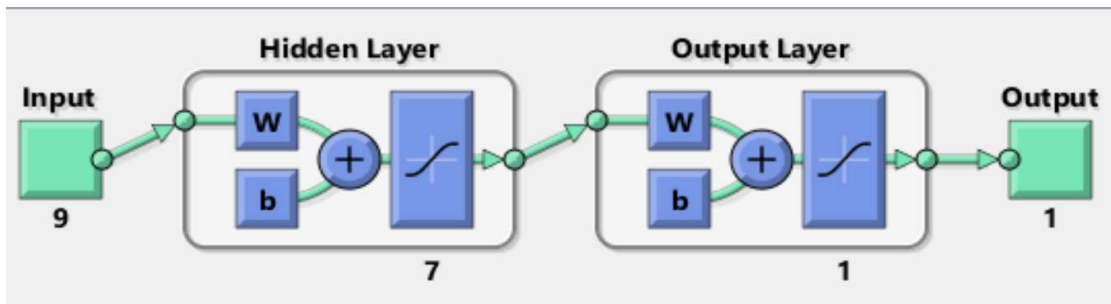 Hidden Layer
Output Layer
Input
W
b
+
W
b
+
Output
9
7
1
1